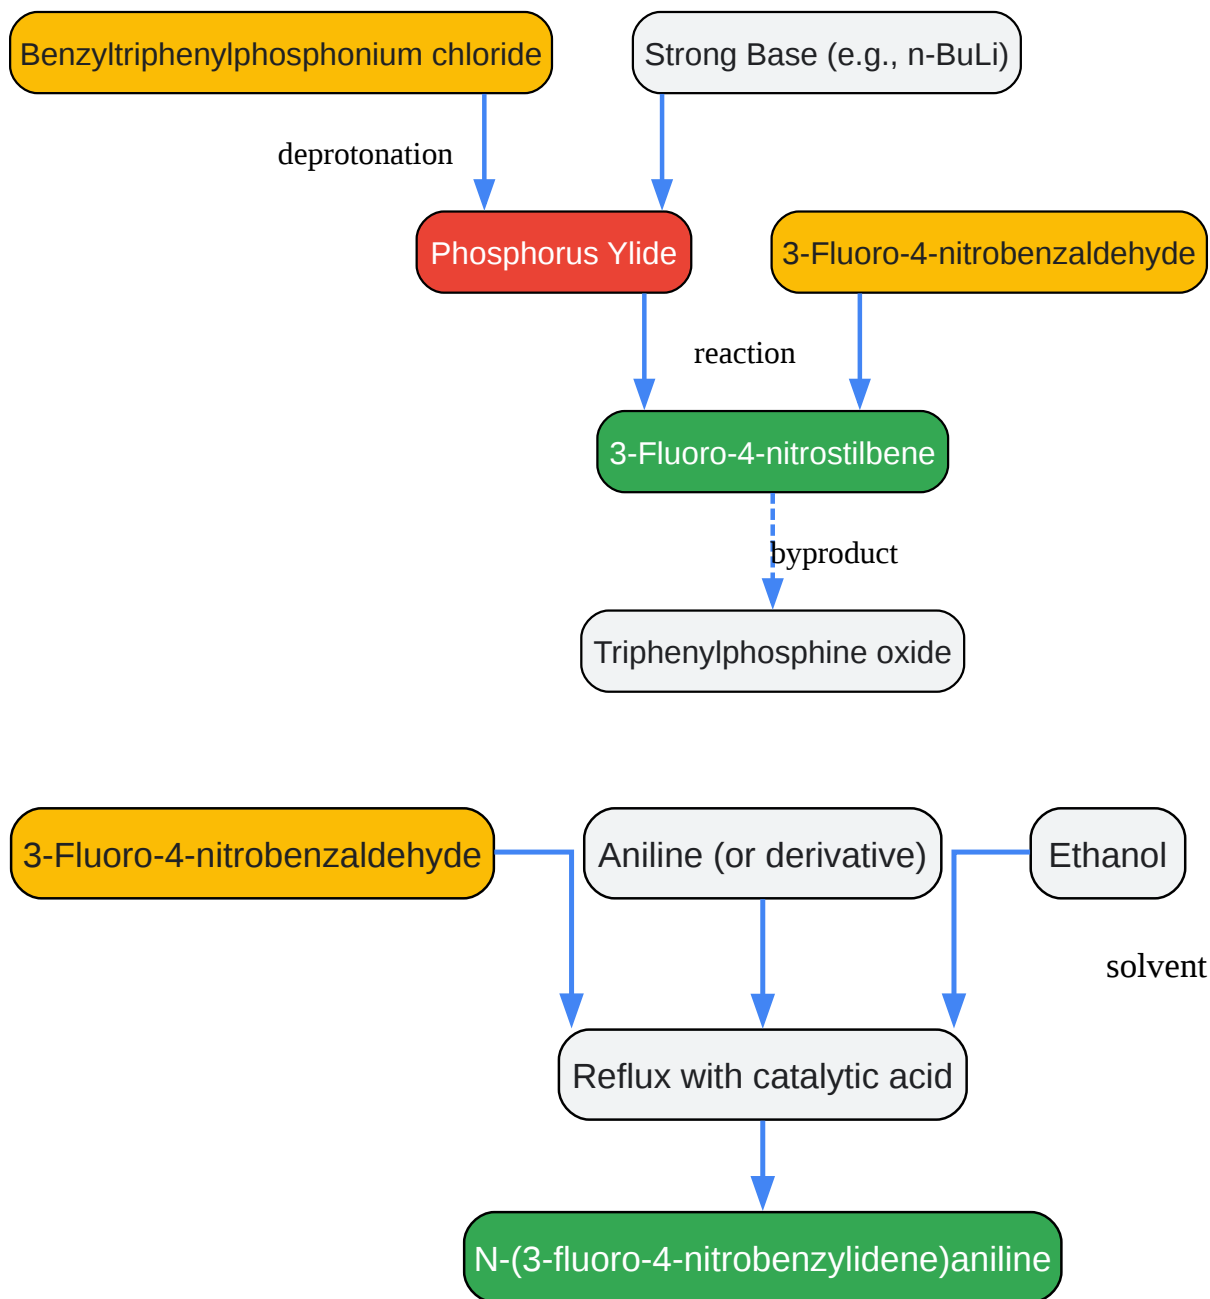 Benzyltriphenylphosphonium chloride
Strong Base (e.g., n-BuLi)
deprotonation
Phosphorus Ylide
3-Fluoro-4-nitrobenzaldehyde
reaction
3-Fluoro-4-nitrostilbene
byproduct
Triphenylphosphine oxide
3-Fluoro-4-nitrobenzaldehyde
Aniline (or derivative)
Ethanol
solvent
Reflux with catalytic acid
N-(3-fluoro-4-nitrobenzylidene)aniline